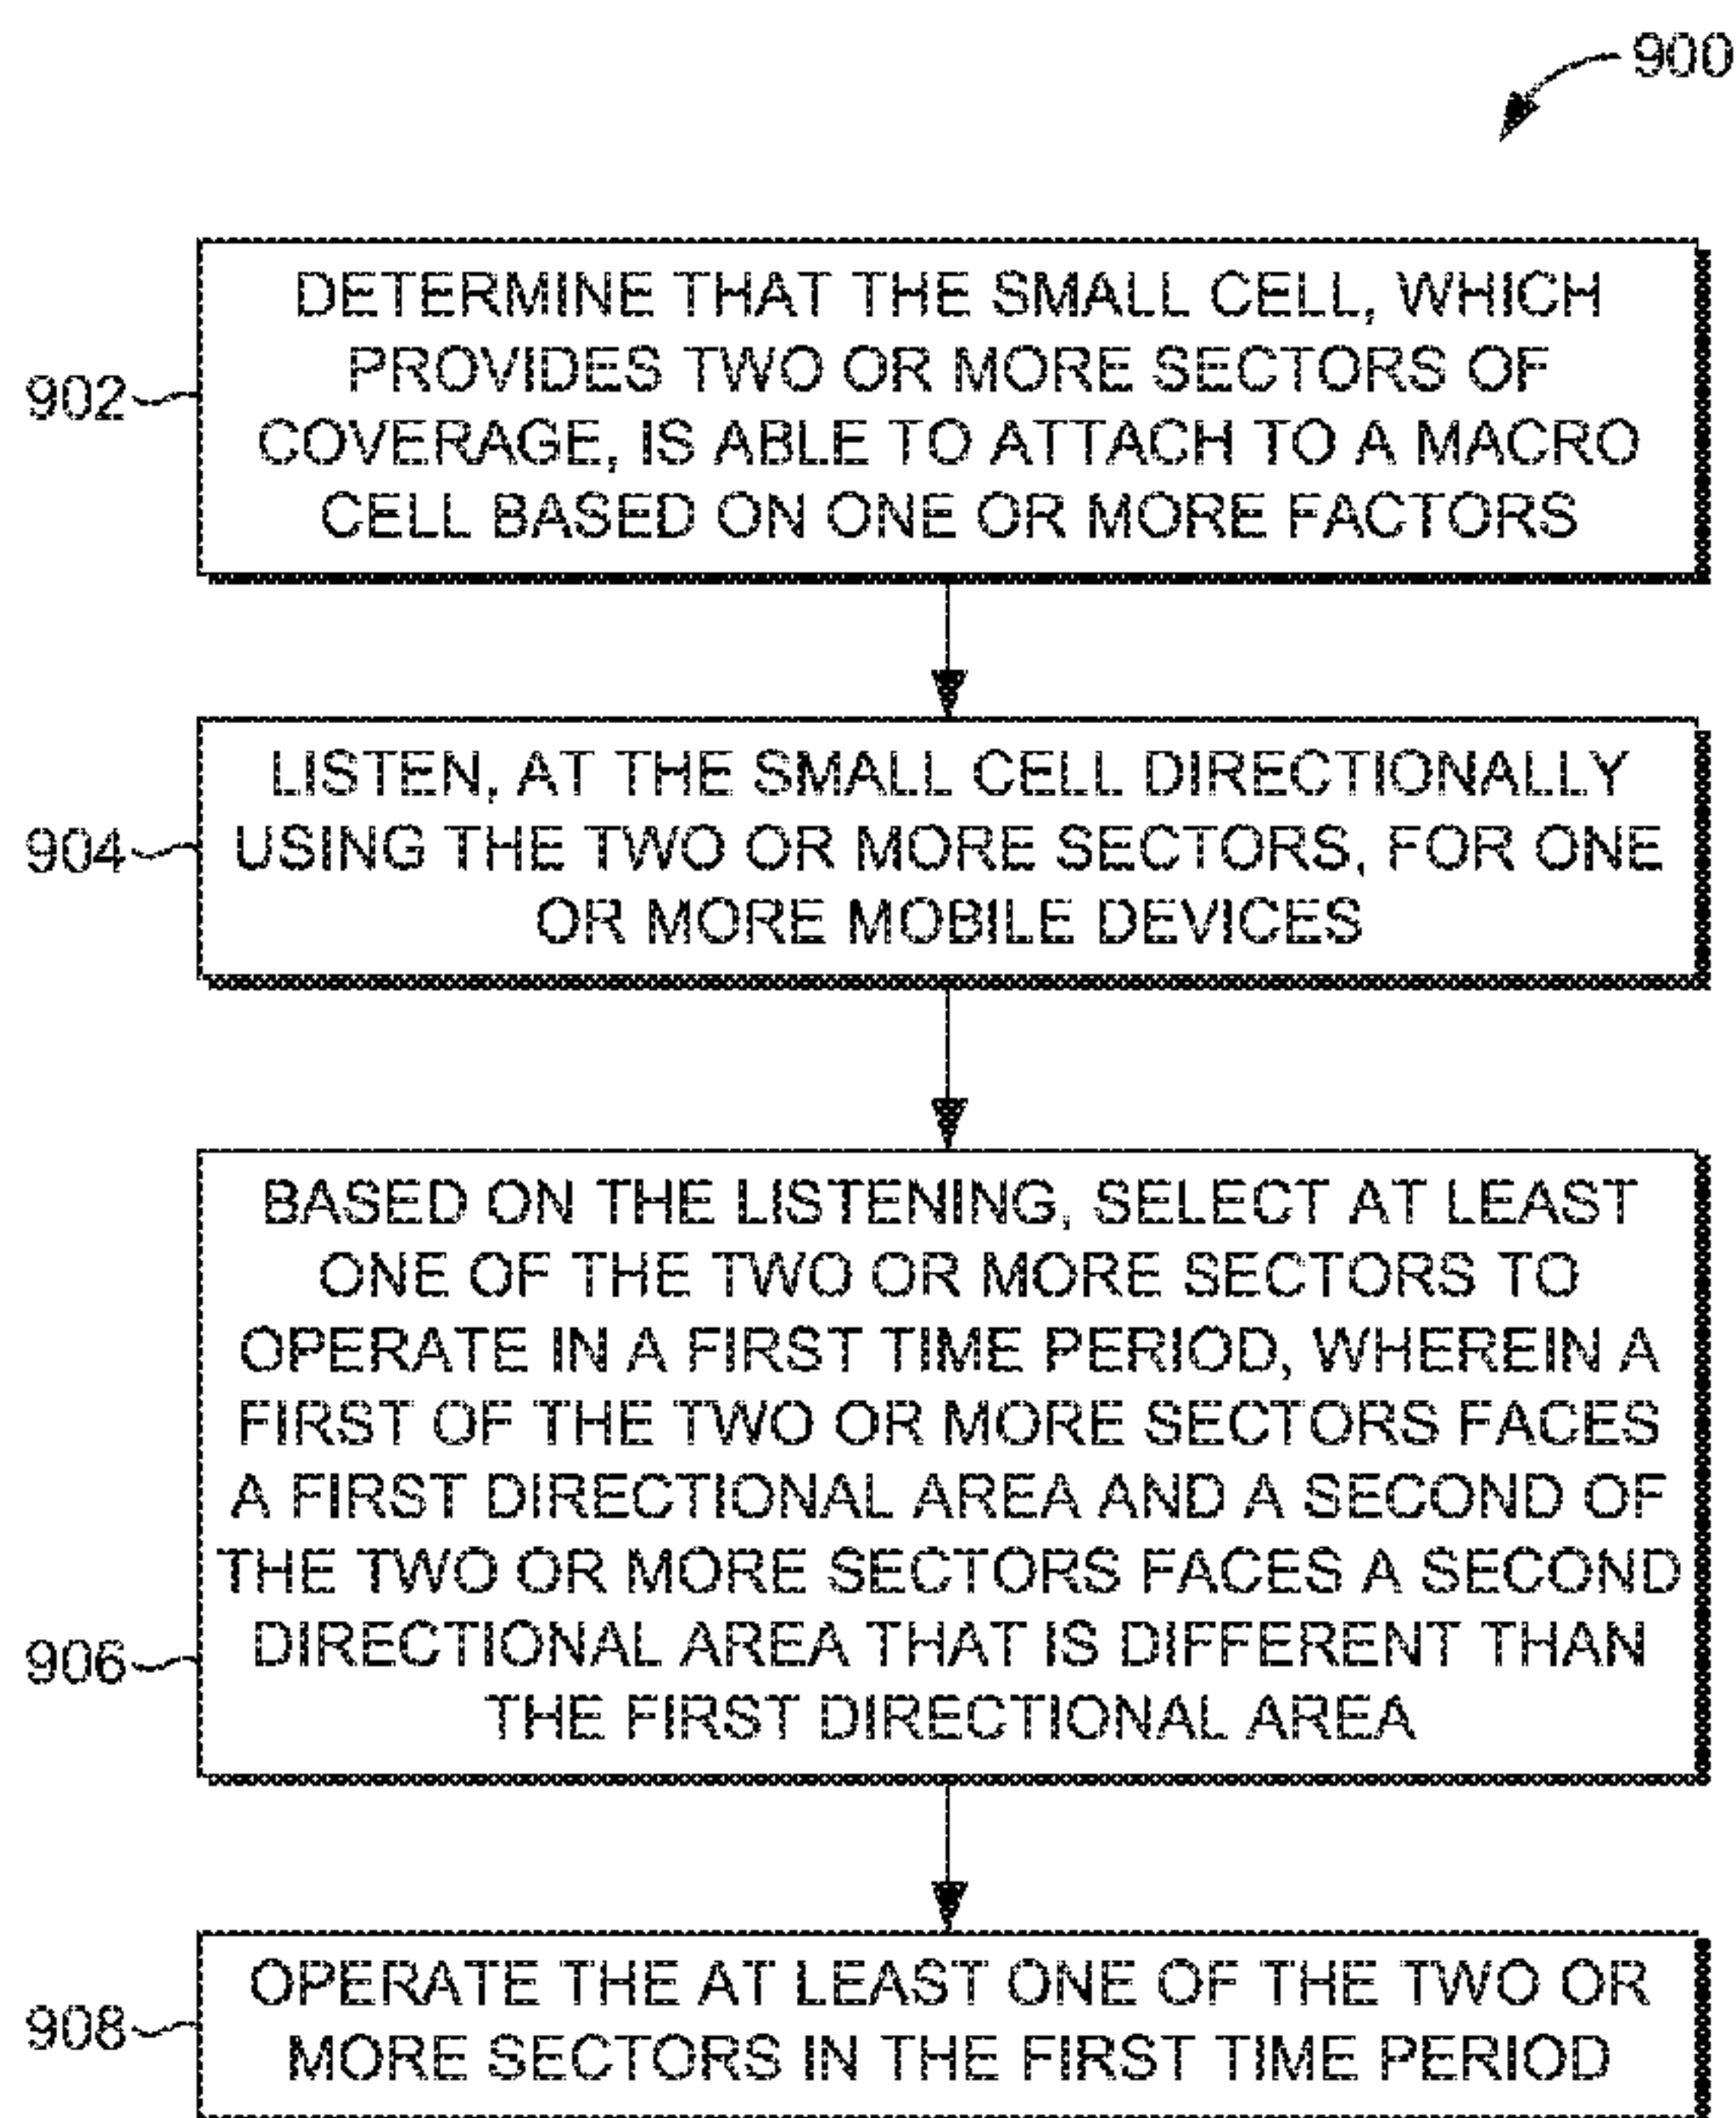 900
DETERMINE THAT THE SMALL CELL, WHICH
PROVIDES TWO OR MORE SECTORS OF
COVERAGE, IS ABLE TO ATTACH TO A MACRO
CELL BASED ON ONE OR MORE FACTORS
902
LISTEN, AT THE SMALL CELL DIRECTIONALLY
USING THE TWO OR MORE SECTORS, FOR ONE
OR MORE MOBILE DEVICES
904
BASED ON THE LISTENING, SELECT AT LEAST
ONE OF THE TWO OR MORE SECTORS TO
OPERATE IN A FIRST TIME PERIOD, WHEREIN A
FIRST OF THE TWO OR MORE SECTORS FACES
A FIRST DIRECTIONAL AREA AND A SECOND OF
THE TWO OR MORE SECTORS FACES A SECOND
DIRECTIONAL AREA THAT IS DIFFERENT THAN
THE FIRST DIRECTIONAL AREA
906
OPERATE THE AT LEAST ONE OF THE TWO OR
MORE SECTORS IN THE FIRST TIME PERIOD
908